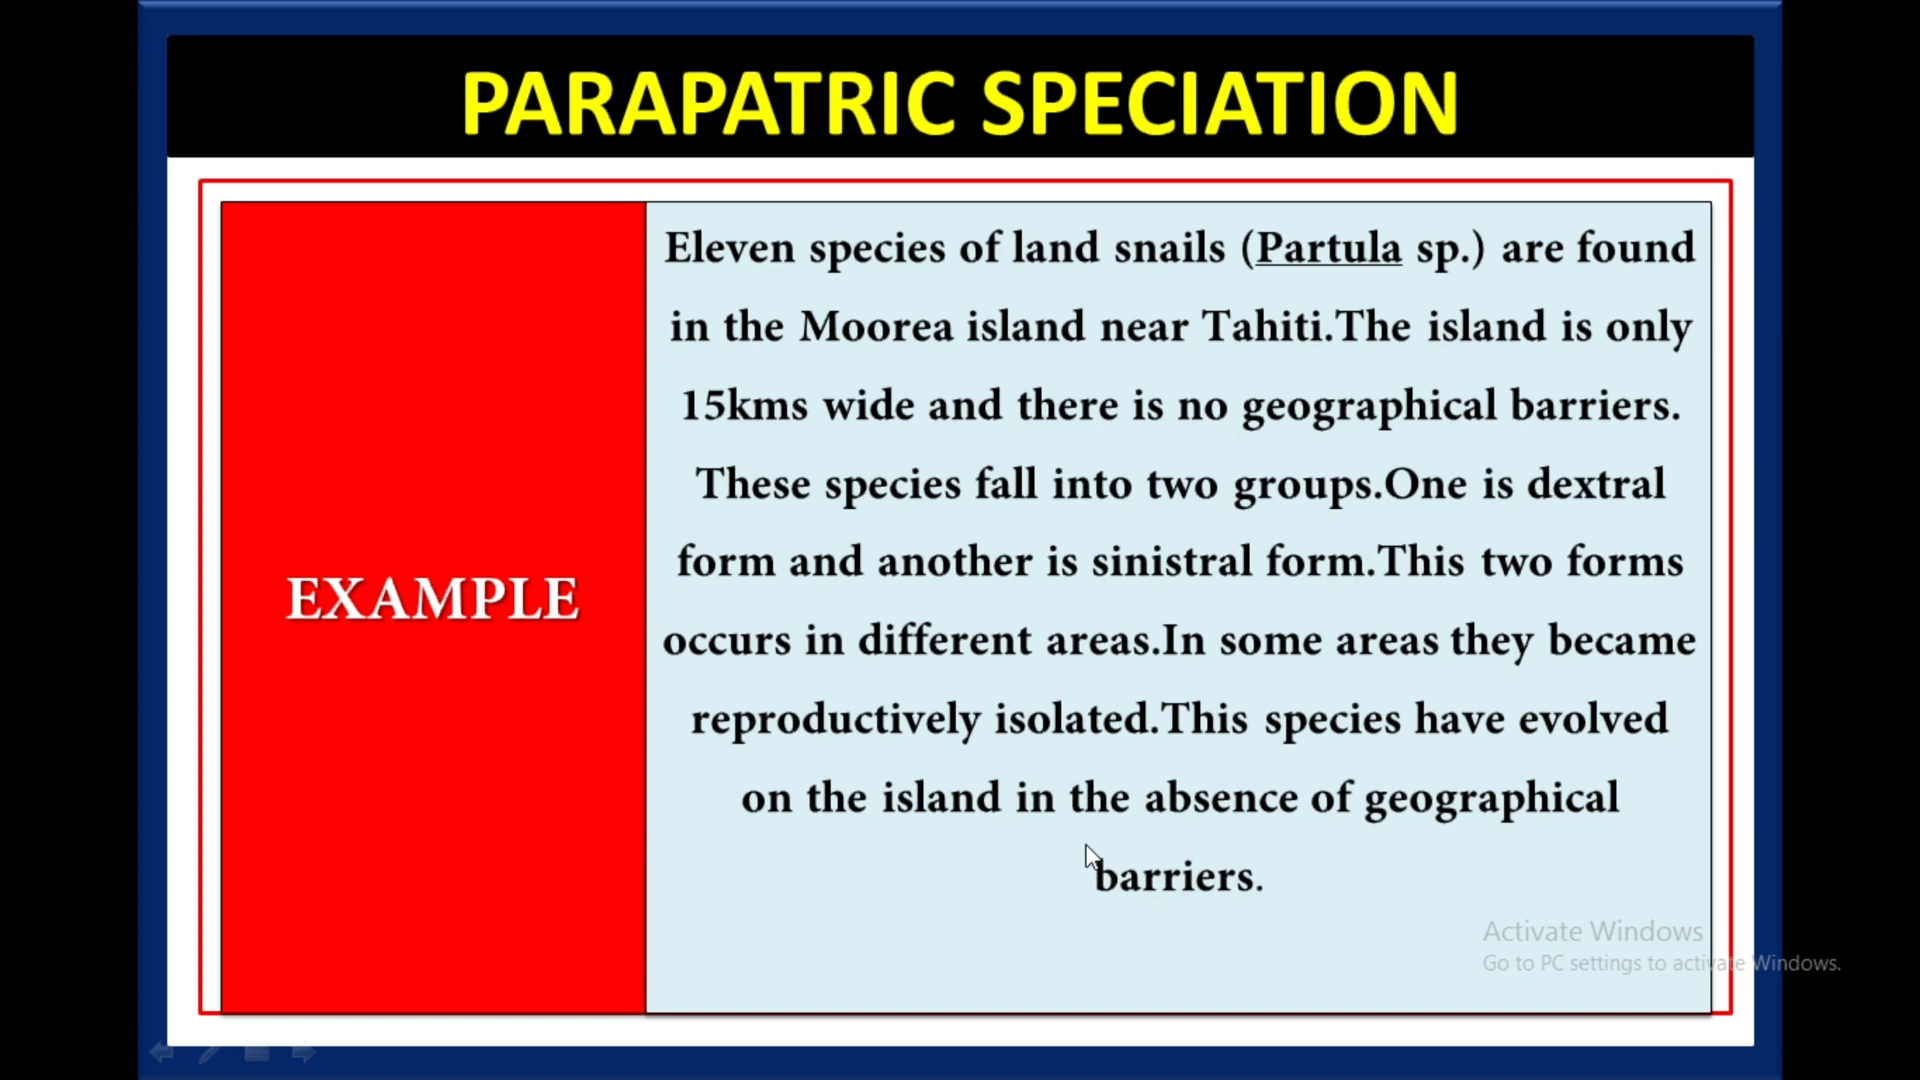 PARAPATRIC SPECIATION
EXAMPLE
Eleven species of land snails (Partula sp.) are found
in the Moorea island near Tahiti.The island is only
15kms wide and there is no geographical barriers.
These species fall into two groups.One is dextral
form and another is sinistral form.This two forms
occurs in different areas.In some areas they became
reproductively isolated.This species have evolved
on the island in the absence of geographical
barriers.
Activate Windows
Go to PC settings to activate Windows.